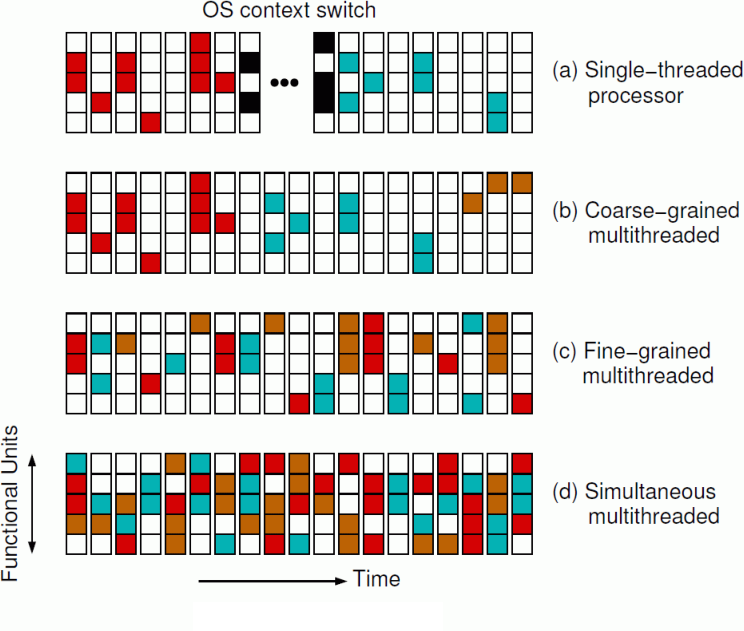 OS context switch
(a) Single−threaded
processor
(b) Coarse−grained
multithreaded
(c) Fine−grained
multithreaded
Functional Units
(d) Simultaneous
multithreaded
Time